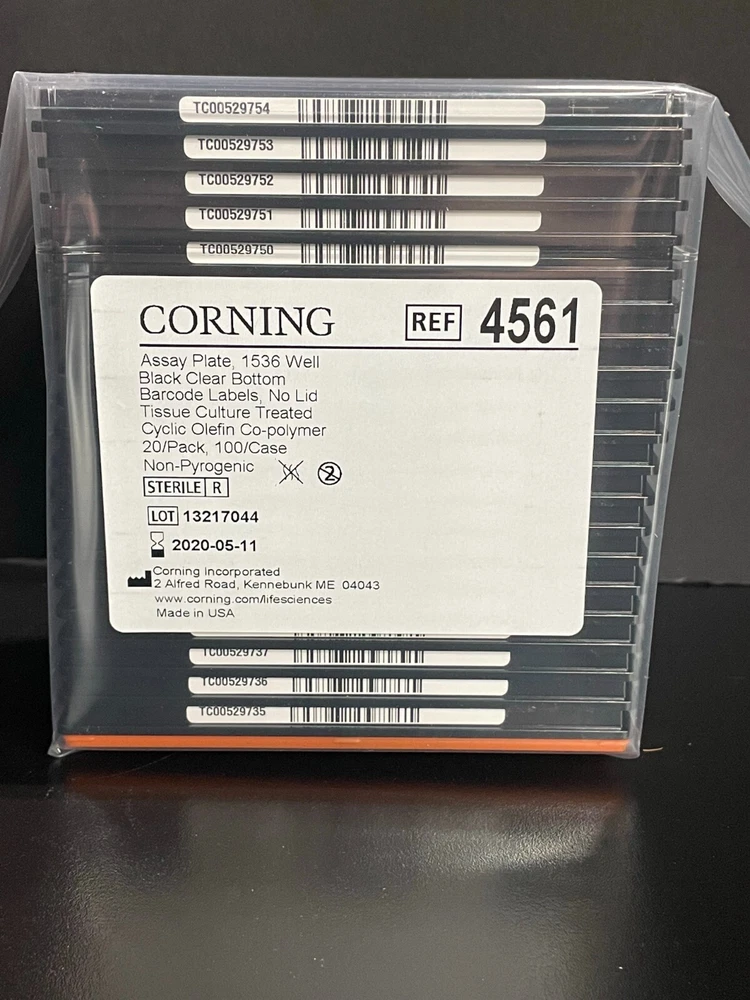 TC00529754
TC00529753
TC00529752
TC00529751
TC00529750
CORNING REF 4561
Assay Plate, 1536 Well
Black Clear Bottom
Barcode Labels, No Lid
Tissue Culture Treated
Cyclic Olefin Co-polymer
20/Pack, 100/Case
Non-Pyrogenic 2
STERILE R
LOT 13217044
2020-05-11
Corning Incorporated
2 Alfred Road, Kennebunk ME 04043
www.corning.com/lifesciences
Made in USA
TC00529737
TC00529736
TC00529735